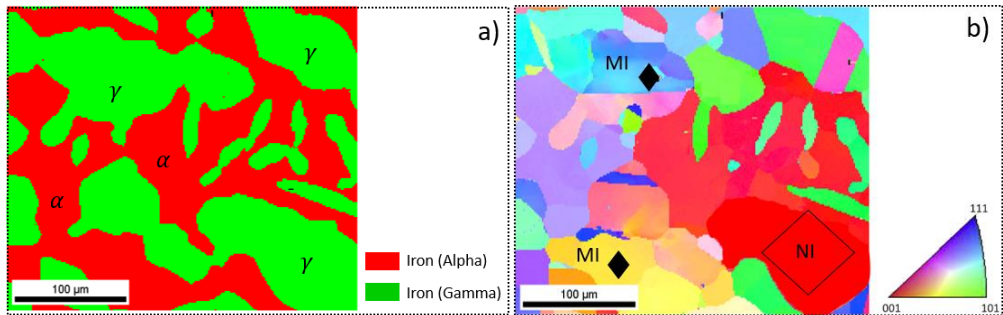 a)
γ
γ
α
α
γ
Iron (Alpha)
Iron (Gamma)
100 µm
b)
MI
MI
NI
100 µm
111
001
101